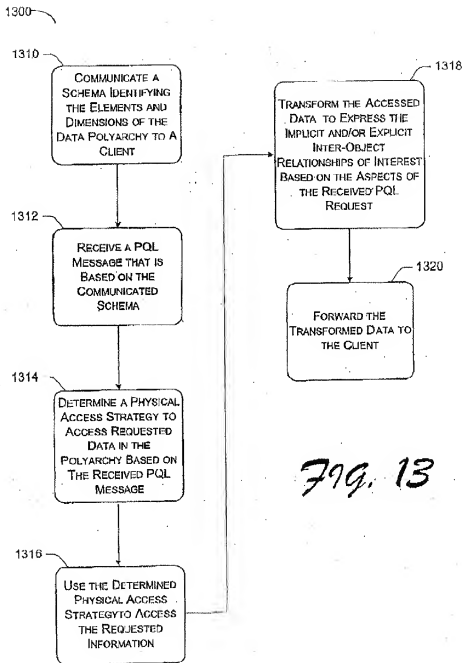 1300
1310
COMMUNICATE A
SCHEMA IDENTIFYING
THE ELEMENTS AND
DIMENSIONS OF THE
DATA POLYARCHY TO A
CLIENT
1312
RECEIVE A PQL
MESSAGE THAT IS
BASED ON THE
COMMUNICATED
SCHEMA
1314
DETERMINE A PHYSICAL
ACCESS STRATEGY TO
ACCESS REQUESTED
DATA IN THE
POLYARCHY BASED ON
THE RECEIVED PQL
MESSAGE
1316
USE THE DETERMINED
PHYSICAL ACCESS
STRATEGYTO ACCESS
THE REQUESTED
INFORMATION
1318
TRANSFORM THE ACCESSED
DATA TO EXPRESS THE
IMPLICIT AND/OR EXPLICIT
INTER-OBJECT
RELATIONSHIPS OF INTEREST
BASED ON THE ASPECTS OF
THE RECEIVED PQL
REQUEST
1320
FORWARD THE
TRANSFORMED DATA TO
THE CLIENT
FIG. 13